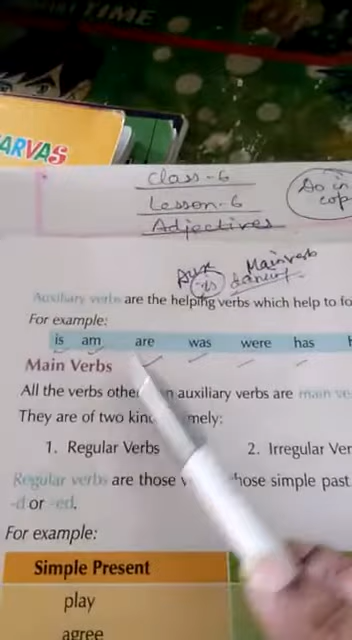 TIME
ARVAS
Class-6
Lesson-6
Adjectives
Do in
cop
Aux
Main verb
is dancing
Auxiliary verbs are the helping verbs which help to fo
For example:
is am are was were has
Main Verbs
All the verbs othe auxiliary verbs are main ve
They are of two kin mely:
1. Regular Verbs 2. Irregular Ver
Regular verbs are those hose simple past
-d or -ed.
For example:
Simple Present
play
agree